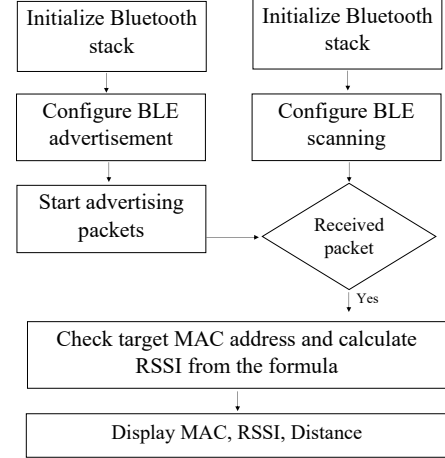 Initialize Bluetooth
stack
Configure BLE
advertisement
Start advertising
packets
Initialize Bluetooth
stack
Configure BLE
scanning
Received
packet
Yes
Check target MAC address and calculate
RSSI from the formula
Display MAC, RSSI, Distance